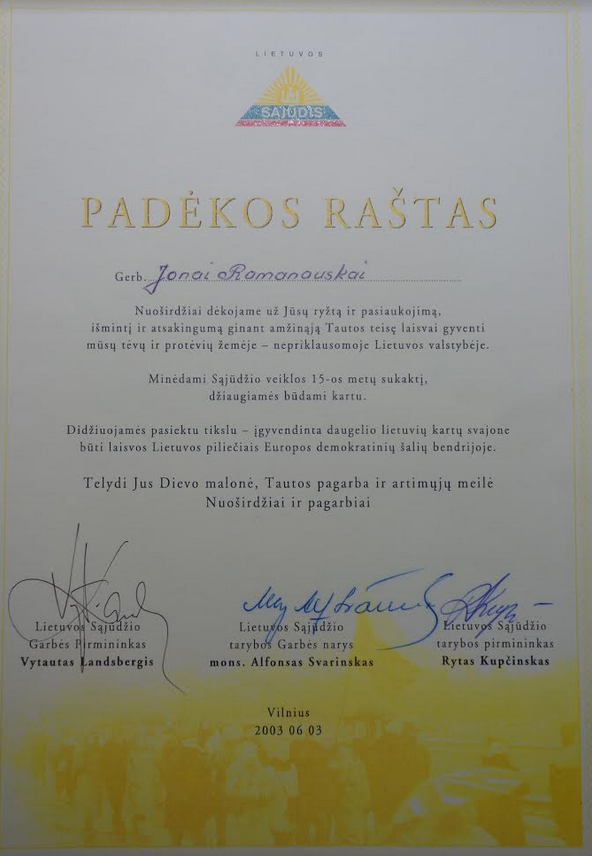 LIETUVOS
SĄJŪDIS
PADĖKOS RAŠTAS
Gerb. Jonai Ramanauskai
Nuoširdžiai dėkojame už Jūsų ryžtą ir pasiaukojimą,
išmintį ir atsakingumą ginant amžinąją Tautos teisę laisvai gyventi
mūsų tėvų ir protėvių žemėje – nepriklausomoje Lietuvos valstybėje.
Minėdami Sąjūdžio veiklos 15-os metų sukaktį,
džiaugiamės būdami kartu.
Didžiuojamės pasiektu tikslu – įgyvendinta daugelio lietuvių kartų svajone
būti laisvos Lietuvos piliečiais Europos demokratinių šalių bendrijoje.
Telydi Jus Dievo malonė, Tautos pagarba ir artimųjų meilė
Nuoširdžiai ir pagarbiai
Lietuvos Sąjūdžio
Garbės Pirmininkas
Vytautas Landsbergis
Lietuvos Sąjūdžio
tarybos Garbės narys
mons. Alfonsas Svarinskas
Lietuvos Sąjūdžio
tarybos pirmininkas
Rytas Kupčinskas
Vilnius
2003 06 03